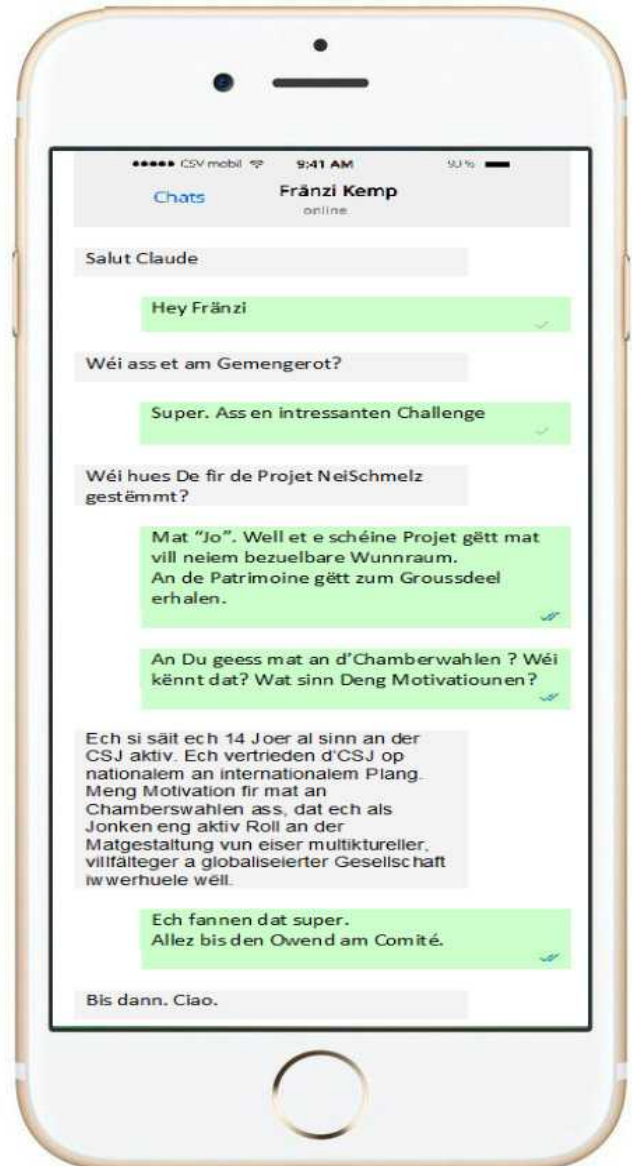 CSV mobil 9:41 AM 90 %
Chats Fränzi Kemp
online
Salut Claude
Hey Fränzi
Wéi ass et am Gemengerot?
Super. Ass en intressanten Challenge
Wéi hues De fir de Projet NeiSchmelz
gestëmmt?
Mat “Jo”. Well et e schéine Projet gëtt mat
vill neiem bezuelbare Wunnraum.
An de Patrimoine gëtt zum Groussdeel
erhalen.
An Du geess mat an d’Chamberwahlen ? Wéi
kënnt dat? Wat sinn Deng Motivatiounen?
Ech si säit ech 14 Joer al sinn an der
CSJ aktiv. Ech vertrieden d'CSJ op
nationalem an internationalem Plang.
Meng Motivation fir mat an
Chamberswahlen ass, dat ech als
Jonken eng aktiv Roll an der
Matgestaltung vun eiser multiktureller,
villfälteger a globaliseierter Gesellschaft
iwwerhuele wëll.
Ech fannen dat super.
Allez bis den Owend am Comité.
Bis dann. Ciao.